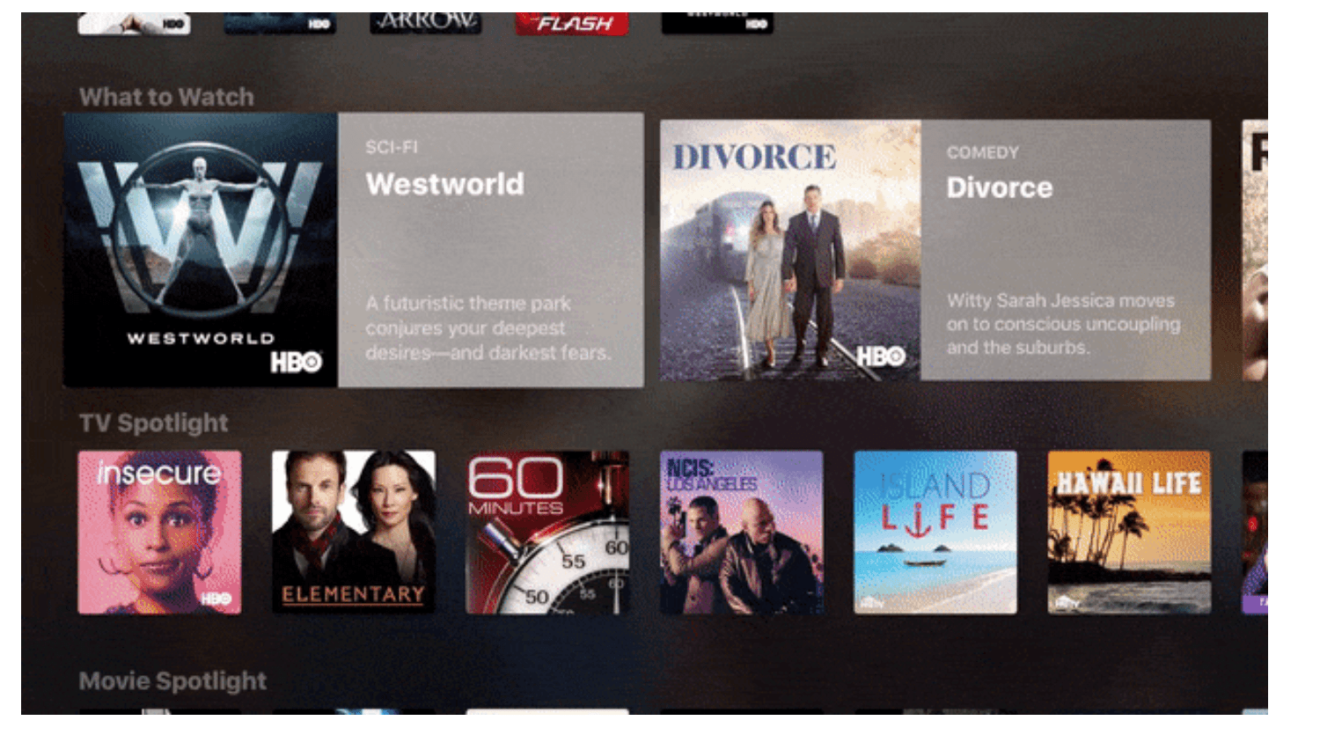 HBO
HBO
ARROW
FLASH
HBO
What to Watch
SCI-FI
Westworld
A futuristic theme park
conjures your deepest
desires—and darkest fears.
WESTWORLD
HBO
DIVORCE
HBO
COMEDY
Divorce
Witty Sarah Jessica moves
on to conscious uncoupling
and the suburbs.
TV Spotlight
insecure
HBO
ELEMENTARY
60
MINUTES
60
55
50
60
55
NCIS:
LOS ANGELES
ISLAND
LIFE
HGTV
HAWAII LIFE
HGTV
Movie Spotlight